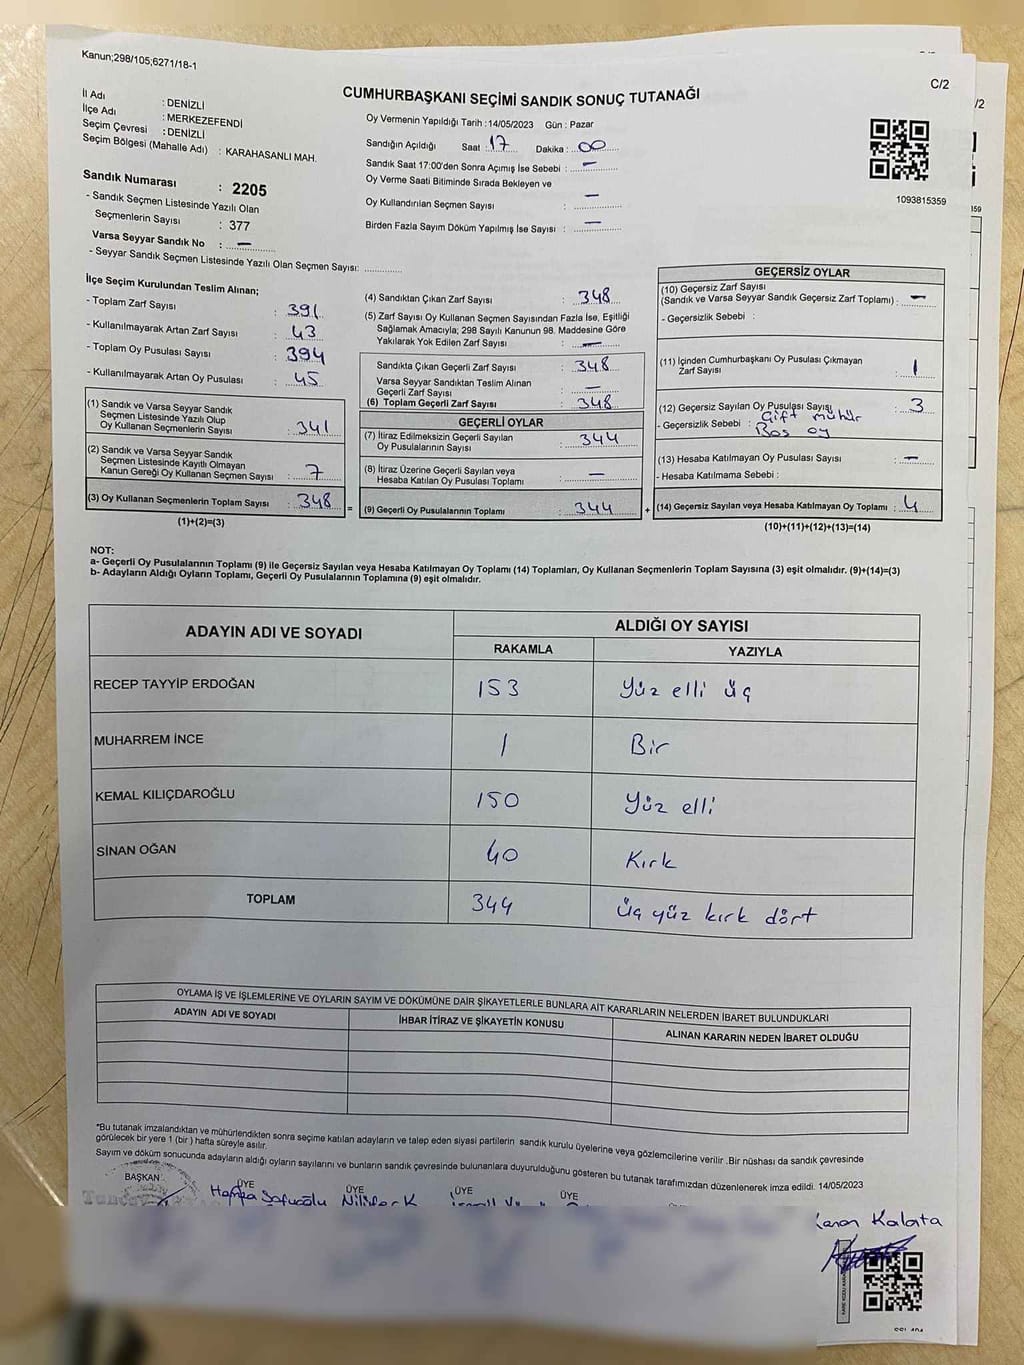 Kanun;298/105;6271/18-1
C/2
CUMHURBAŞKANI SEÇİMİ SANDIK SONUÇ TUTANAĞI
İl Adı : DENİZLİ
İlçe Adı : MERKEZEFENDİ
Seçim Çevresi : DENİZLİ
Seçim Bölgesi (Mahalle Adı) : KARAHASANLI MAH.
Sandık Numarası : 2205
- Sandık Seçmen Listesinde Yazılı Olan
Seçmenlerin Sayısı : 377
Varsa Seyyar Sandık No : -
- Seyyar Sandık Seçmen Listesinde Yazılı Olan Seçmen Sayısı: ............
Oy Vermenin Yapıldığı Tarih :14/05/2023 Gün : Pazar
Sandığın Açıldığı Saat : 17 Dakika : 00
Sandık Saat 17:00'den Sonra Açımış İse Sebebi : -
Oy Verme Saati Bitiminde Sırada Bekleyen ve
Oy Kullandırılan Seçmen Sayısı : -
Birden Fazla Sayım Döküm Yapılmış İse Sayısı : -
1093815359
İlçe Seçim Kurulundan Teslim Alınan;
- Toplam Zarf Sayısı : 391
- Kullanılmayarak Artan Zarf Sayısı : 43
- Toplam Oy Pusulası Sayısı : 394
- Kullanılmayarak Artan Oy Pusulası : 45
(1) Sandık ve Varsa Seyyar Sandık
Seçmen Listesinde Yazılı Olup
Oy Kullanan Seçmenlerin Sayısı : 341
(2) Sandık ve Varsa Seyyar Sandık
Seçmen Listesinde Kayıtlı Olmayan
Kanun Gereği Oy Kullanan Seçmen Sayısı : 7
(3) Oy Kullanan Seçmenlerin Toplam Sayısı : 348 =
(1)+(2)=(3)
(4) Sandıktan Çıkan Zarf Sayısı : 348
(5) Zarf Sayısı Oy Kullanan Seçmen Sayısından Fazla İse, Eşitliği
Sağlamak Amacıyla; 298 Sayılı Kanunun 98. Maddesine Göre
Yakılarak Yok Edilen Zarf Sayısı : -
Sandıkta Çıkan Geçerli Zarf Sayısı : 348
Varsa Seyyar Sandıktan Teslim Alınan
Geçerli Zarf Sayısı : -
(6) Toplam Geçerli Zarf Sayısı : 348
GEÇERLİ OYLAR
(7) İtiraz Edilmeksizin Geçerli Sayılan
Oy Pusulalarının Sayısı : 344
(8) İtiraz Üzerine Geçerli Sayılan veya
Hesaba Katılan Oy Pusulası Toplamı : -
(9) Geçerli Oy Pusulalarının Toplamı : 344 +
GEÇERSİZ OYLAR
(10) Geçersiz Zarf Sayısı
(Sandık ve Varsa Seyyar Sandık Geçersiz Zarf Toplamı) : -
- Geçersizlik Sebebi :
(11) İçinden Cumhurbaşkanı Oy Pusulası Çıkmayan
Zarf Sayısı : 1
(12) Geçersiz Sayılan Oy Pusulası Sayısı : 3
- Geçersizlik Sebebi : Çift mühür
Boş oy
(13) Hesaba Katılmayan Oy Pusulası Sayısı : -
- Hesaba Katılmama Sebebi :
(14) Geçersiz Sayılan veya Hesaba Katılmayan Oy Toplamı : 4
(10)+(11)+(12)+(13)=(14)
NOT:
a- Geçerli Oy Pusulalarının Toplamı (9) ile Geçersiz Sayılan veya Hesaba Katılmayan Oy Toplamı (14) Toplamları, Oy Kullanan Seçmenlerin Toplam Sayısına (3) eşit olmalıdır. (9)+(14)=(3)
b- Adayların Aldığı Oyların Toplamı, Geçerli Oy Pusulalarının Toplamına (9) eşit olmalıdır.
ADAYIN ADI VE SOYADI ALDIĞI OY SAYISI
RAKAMLA YAZIYLA
RECEP TAYYİP ERDOĞAN 153 Yüz elli üç
MUHARREM İNCE 1 Bir
KEMAL KILIÇDAROĞLU 150 Yüz elli
SİNAN OĞAN 40 Kırk
TOPLAM 344 Üç yüz kırk dört
OYLAMA İŞ VE İŞLEMLERİNE VE OYLARIN SAYIM VE DÖKÜMÜNE DAİR ŞİKAYETLERLE BUNLARA AİT KARARLARIN NELERDEN İBARET BULUNDUKLARI
ADAYIN ADI VE SOYADI İHBAR İTİRAZ VE ŞİKAYETİN KONUSU ALINAN KARARIN NEDEN İBARET OLDUĞU
*Bu tutanak imzalandıktan ve mühürlendikten sonra seçime katılan adayların ve talep eden siyasi partilerin sandık kurulu üyelerine veya gözlemcilerine verilir .Bir nüshası da sandık çevresinde
görülecek bir yere 1 (bir ) hafta süreyle asılır.
Sayım ve döküm sonucunda adayların aldığı oyların sayılarını ve bunların sandık çevresinde bulunanlara duyurulduğunu gösteren bu tutanak tarafımızdan düzenlenerek imza edildi. 14/05/2023
BAŞKAN ÜYE ÜYE ÜYE ÜYE
Nilüfer K
Kalata